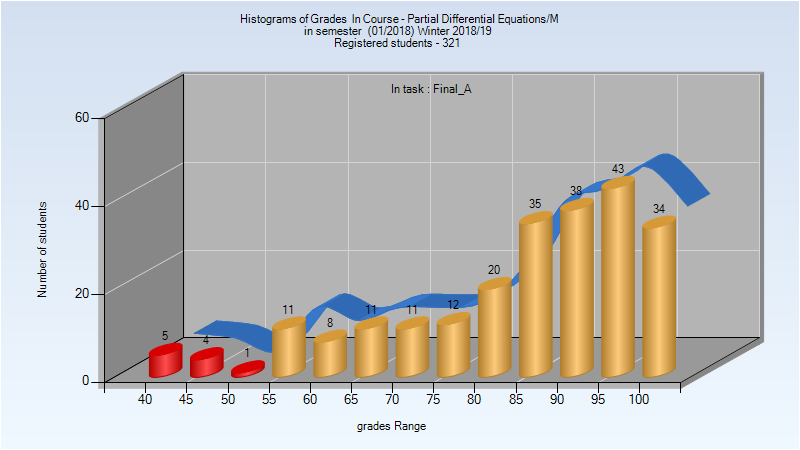 Histograms of Grades In Course - Partial Differential Equations/M
in semester (01/2018) Winter 2018/19
Registered students - 321
In task : Final_A
60
40
20
0
Number of students
5
4
1
11
8
11
11
12
20
35
38
43
34
40 45 50 55 60 65 70 75 80 85 90 95 100
grades Range